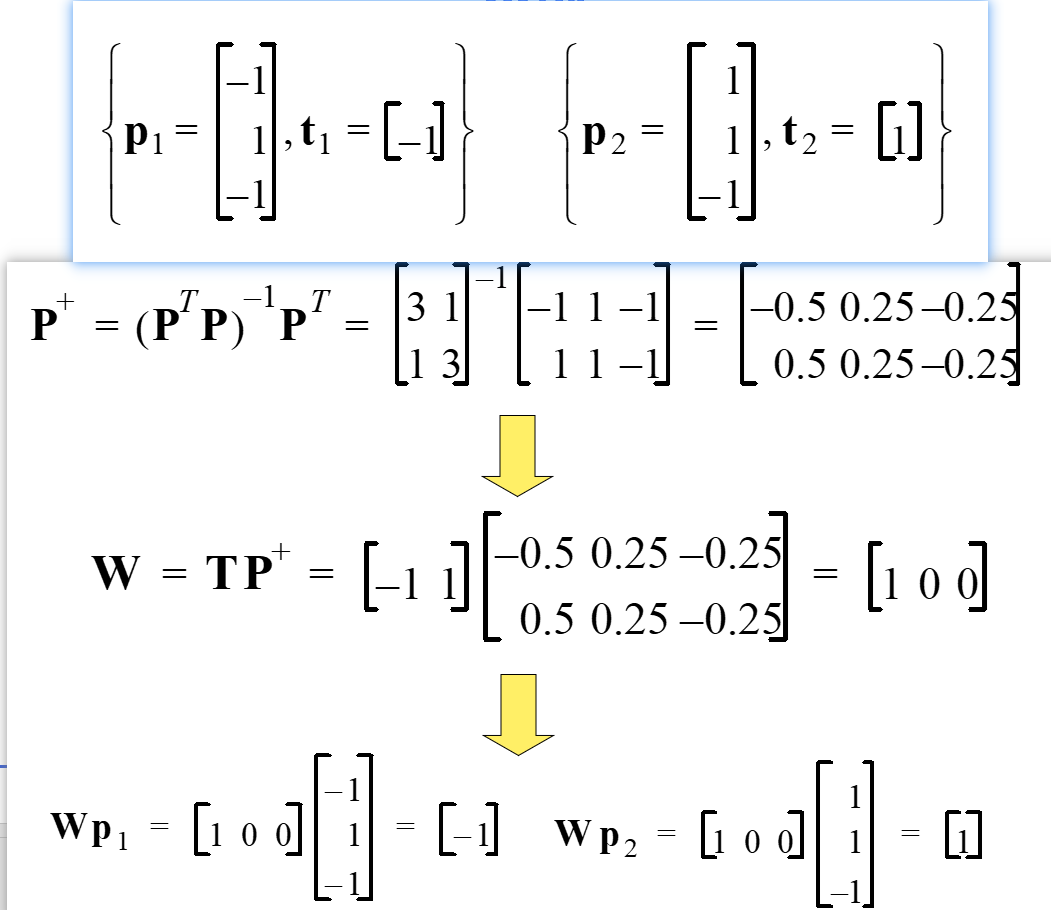 {p₁ = [−1 1 −1], t₁ = [−1]} {p₂ = [1 1 −1], t₂ = [1]}
P⁺ = (PᵀP)⁻¹Pᵀ = [3 1; 1 3]⁻¹ [−1 1 −1; 1 1 −1] = [−0.5 0.25 −0.25; 0.5 0.25 −0.25]
W = TP⁺ = [−1 1] [−0.5 0.25 −0.25; 0.5 0.25 −0.25] = [1 0 0]
Wp₁ = [1 0 0] [−1 1 −1] = [−1] Wp₂ = [1 0 0] [1 1 −1] = [1]